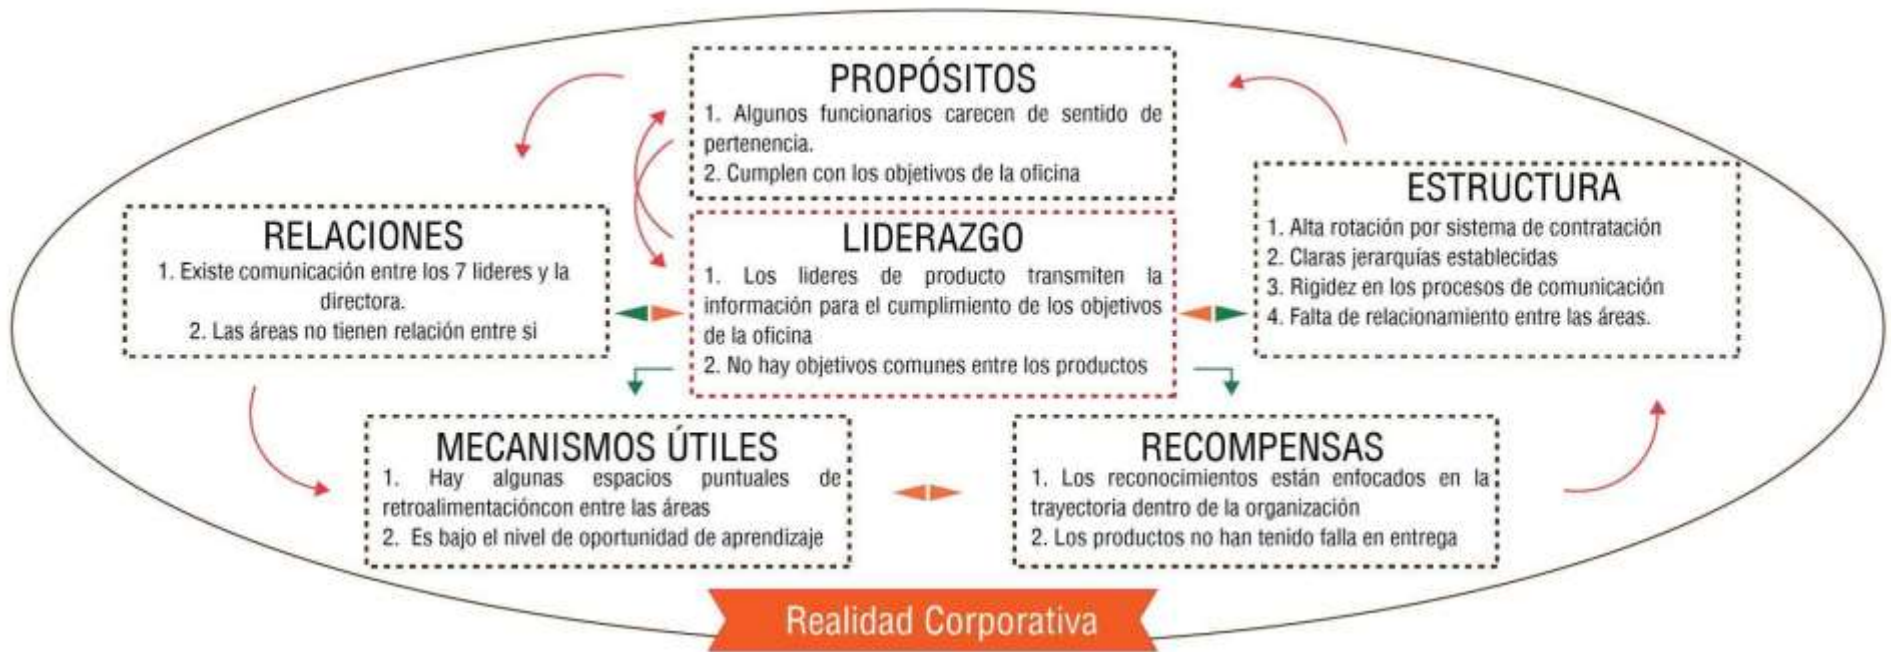 PROPÓSITOS
1. Algunos funcionarios carecen de sentido de
pertenencia.
2. Cumplen con los objetivos de la oficina
RELACIONES
1. Existe comunicación entre los 7 lideres y la
directora.
2. Las áreas no tienen relación entre si
LIDERAZGO
1. Los lideres de producto transmiten la
información para el cumplimiento de los objetivos
de la oficina
2. No hay objetivos comunes entre los productos
ESTRUCTURA
1. Alta rotación por sistema de contratación
2. Claras jerarquías establecidas
3. Rigidez en los procesos de comunicación
4. Falta de relacionamiento entre las áreas.
MECANISMOS ÚTILES
1. Hay algunas espacios puntuales de
retroalimentacióncon entre las áreas
2. Es bajo el nivel de oportunidad de aprendizaje
RECOMPENSAS
1. Los reconocimientos están enfocados en la
trayectoria dentro de la organización
2. Los productos no han tenido falla en entrega
Realidad Corporativa